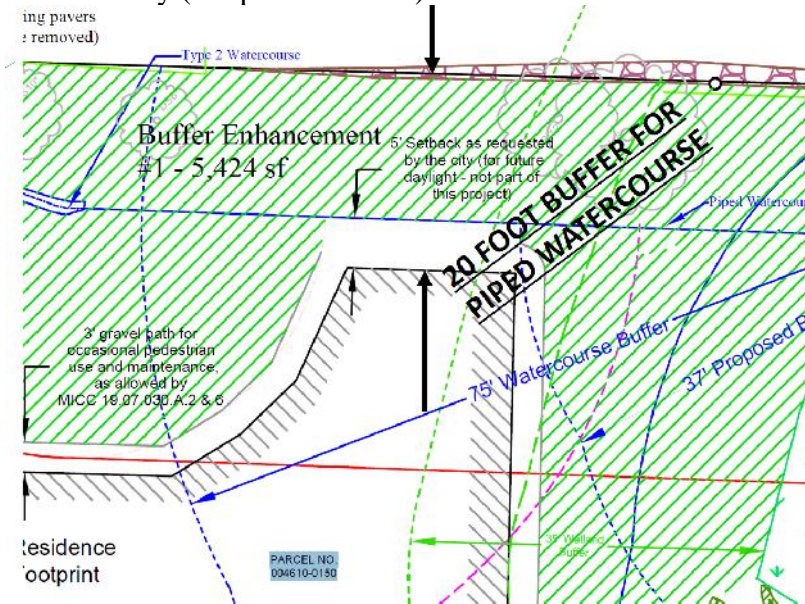 ing pavers
e removed)
Type 2 Watercourse
Buffer Enhancement
#1 - 5,424 sf
5' Setback as requested
by the city (for future
daylight - not part of
this project)
20 FOOT BUFFER FOR
PIPED WATERCOURSE
Piped Watercou
3' gravel path for
occasional pedestrian
use and maintenance,
as allowed by
MICC 19.07.030.A.2 & 6
75' Watercourse Buffer
37' Proposed B
35' Wetland
Buffer
Residence
Footprint
PARCEL NO.
004610-0150